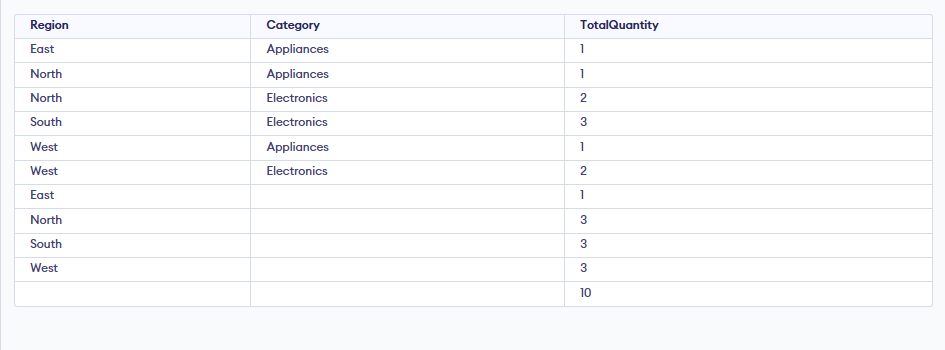 Region Category TotalQuantity
East Appliances 1
North Appliances 1
North Electronics 2
South Electronics 3
West Appliances 1
West Electronics 2
East 1
North 3
South 3
West 3
10